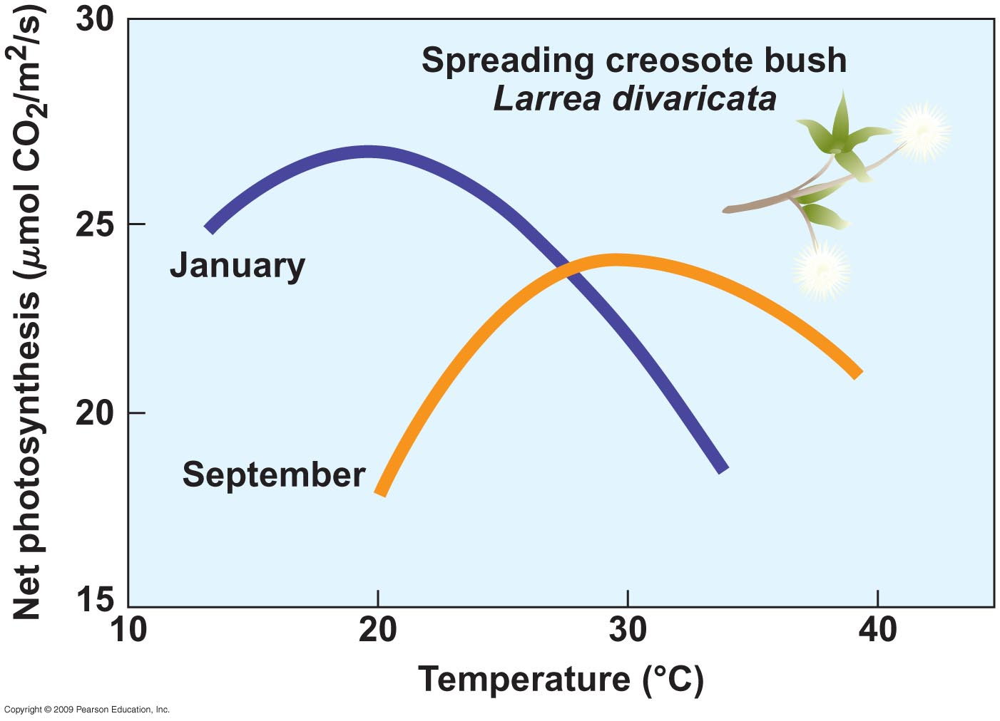 Spreading creosote bush
Larrea divaricata
Net photosynthesis (μmol CO₂/m²/s)
30
25
20
15
January
September
10 20 30 40
Temperature (°C)
Copyright © 2009 Pearson Education, Inc.